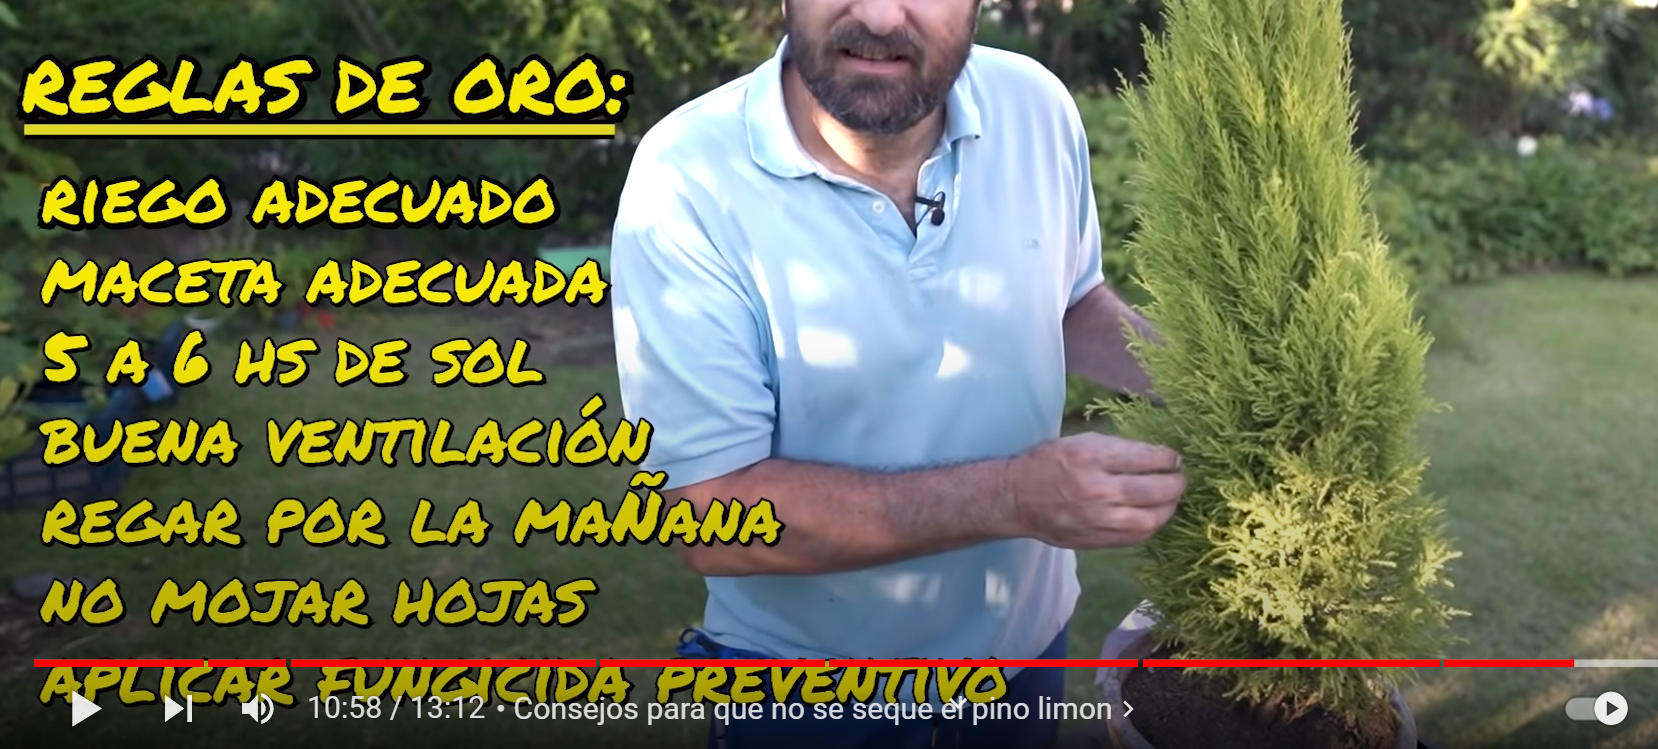 REGLAS DE ORO:
RIEGO ADECUADO
MACETA ADECUADA
5 A 6 HS DE SOL
BUENA VENTILACIÓN
REGAR POR LA MAÑANA
NO MOJAR HOJAS
APLICAR FUNGICIDA PREVENTIVO
10:58 / 13:12 • Consejos para que no se seque el pino limon >